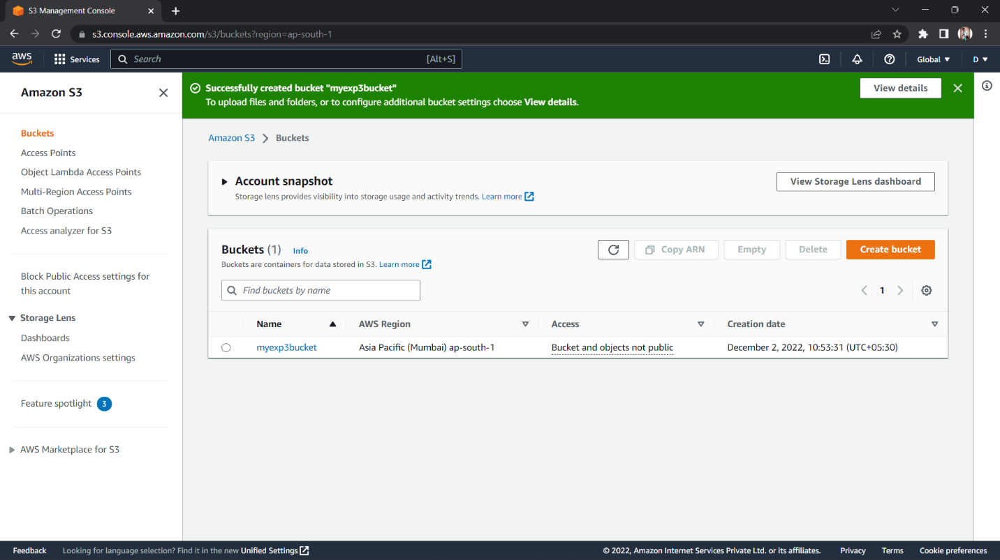 S3 Management Console
s3.console.aws.amazon.com/s3/buckets?region=ap-south-1
aws
Services
Search
[Alt+S]
Global
D
Amazon S3
Buckets
Access Points
Object Lambda Access Points
Multi-Region Access Points
Batch Operations
Access analyzer for S3
Block Public Access settings for
this account
Storage Lens
Dashboards
AWS Organizations settings
Feature spotlight 3
AWS Marketplace for S3
Successfully created bucket "myexp3bucket"
To upload files and folders, or to configure additional bucket settings choose View details.
View details
Amazon S3 Buckets
Account snapshot
Storage lens provides visibility into storage usage and activity trends. Learn more
View Storage Lens dashboard
Buckets (1) Info
Buckets are containers for data stored in S3. Learn more
Copy ARN
Empty
Delete
Create bucket
Find buckets by name
1
Name AWS Region Access Creation date
myexp3bucket Asia Pacific (Mumbai) ap-south-1 Bucket and objects not public December 2, 2022, 10:53:31 (UTC+05:30)
Feedback Looking for language selection? Find it in the new Unified Settings © 2022, Amazon Internet Services Private Ltd. or its affiliates. Privacy Terms Cookie preferences